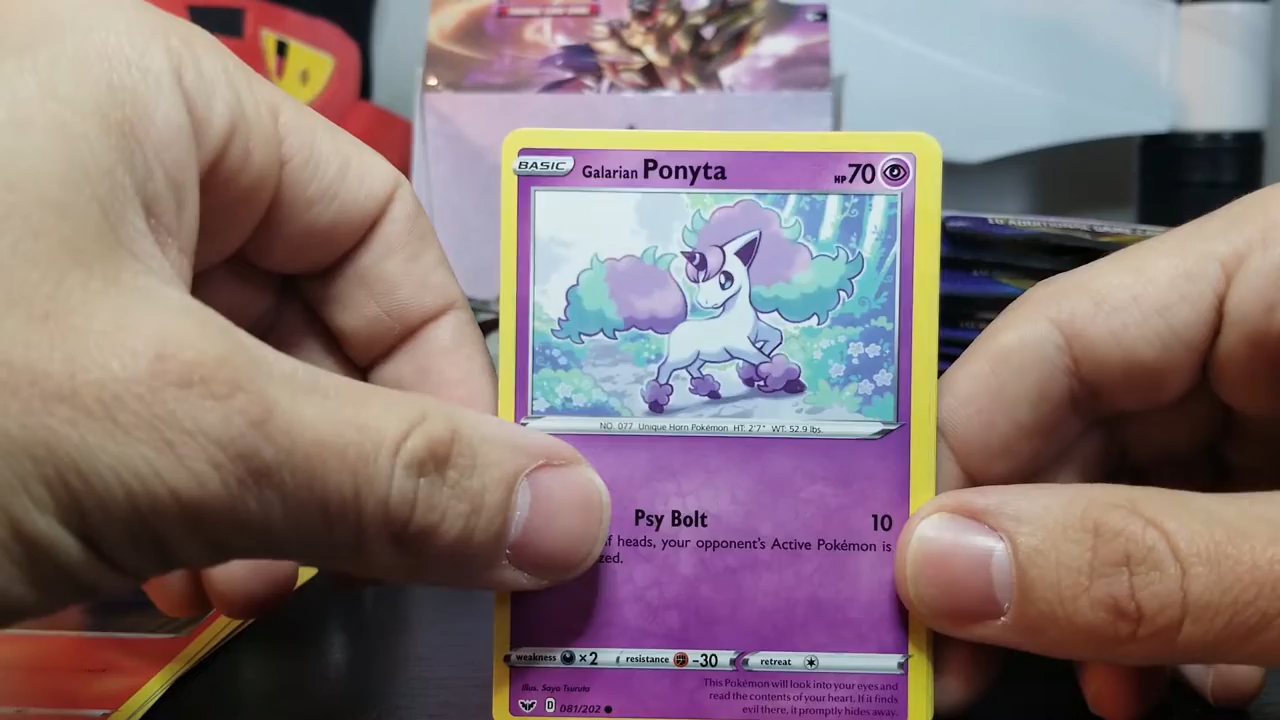 BASIC Galarian Ponyta HP 70
NO. 077 Unique Horn Pokémon HT: 2'7" WT: 52.9 lbs.
Psy Bolt 10
if heads, your opponent's Active Pokémon is
zed.
weakness ×2 resistance -30 retreat
Illus. Saya Tsuruta
D 081/202
This Pokémon will look into your eyes and
read the contents of your heart. If it finds
evil there, it promptly hides away.